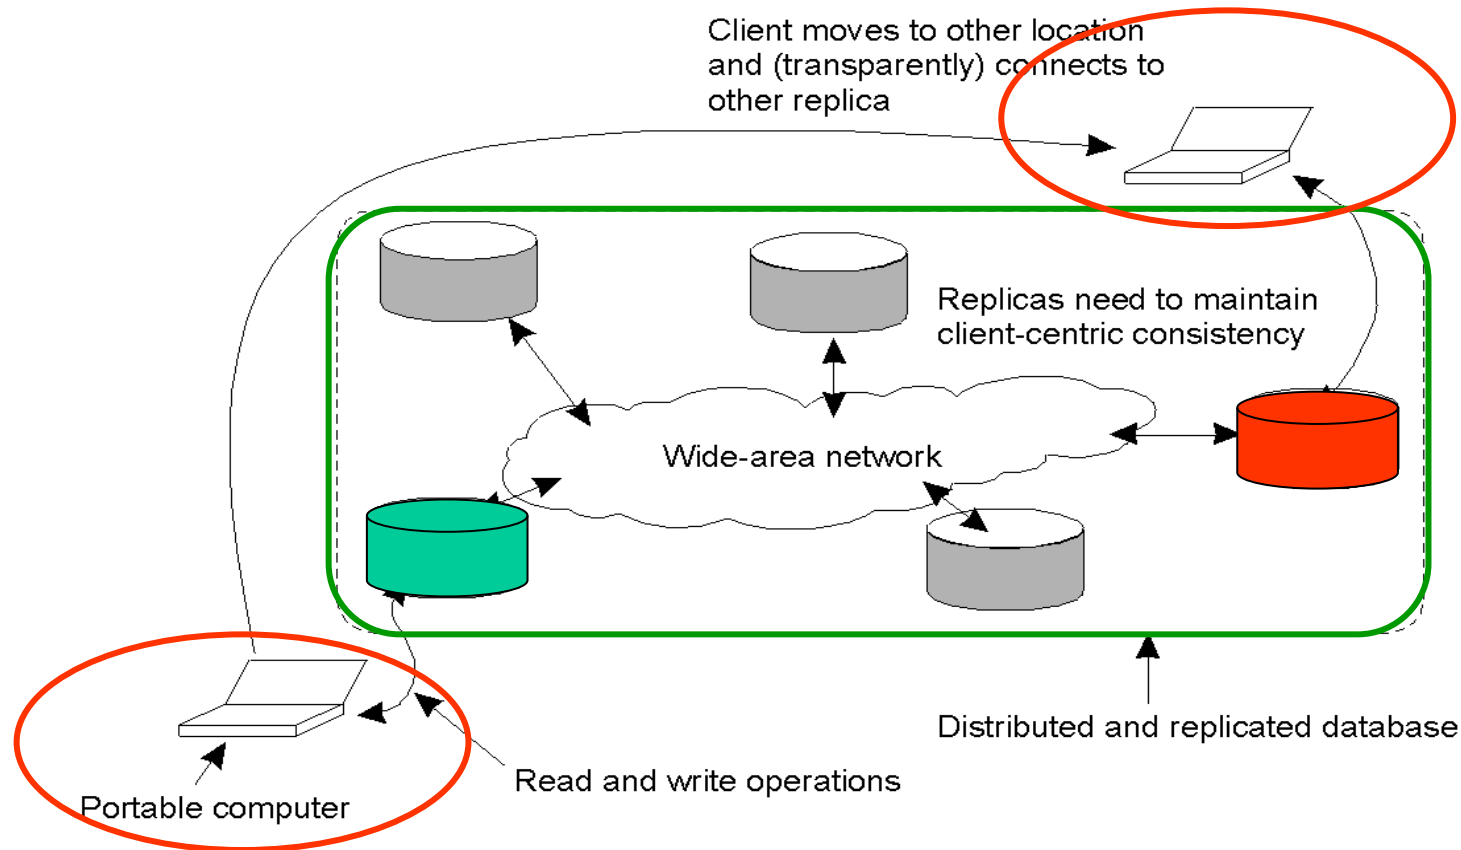 Client moves to other location
and (transparently) connects to
other replica
Replicas need to maintain
client-centric consistency
Wide-area network
Distributed and replicated database
Read and write operations
Portable computer